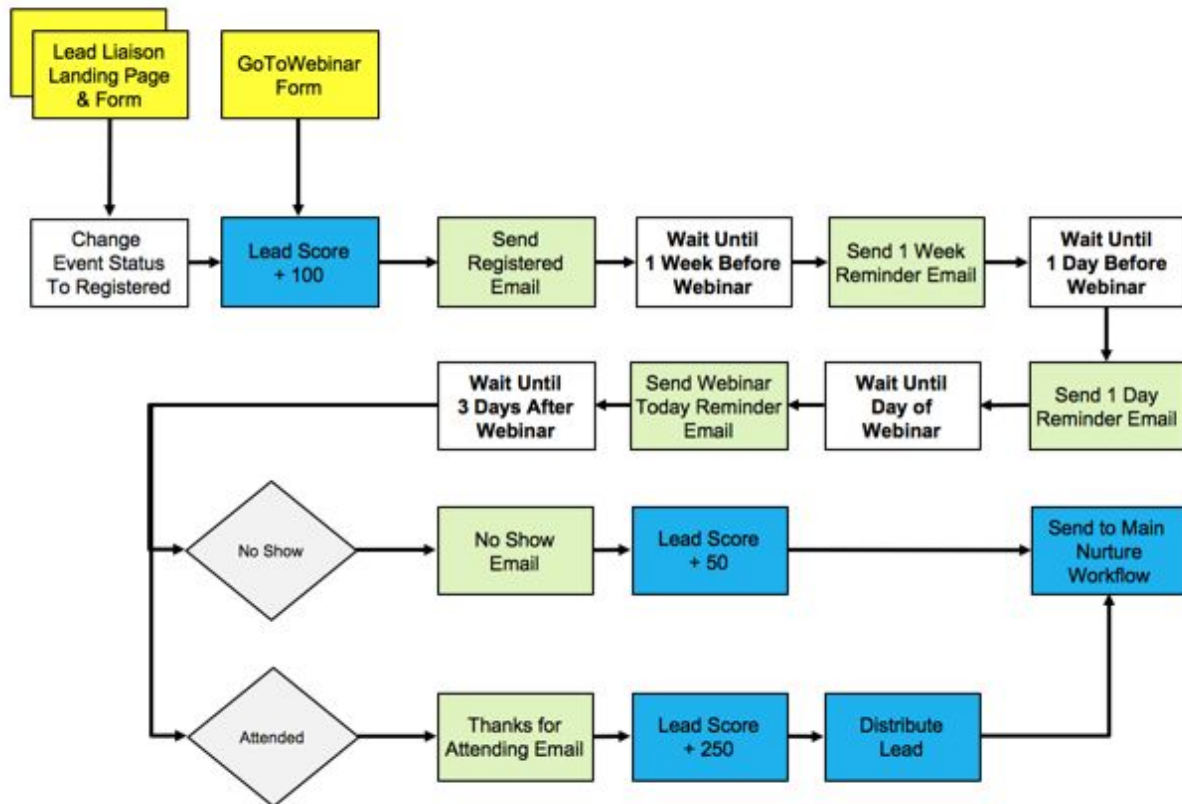 Lead Liaison
Landing Page
& Form
GoToWebinar
Form
Change
Event Status
To Registered
Lead Score
+ 100
Send
Registered
Email
Wait Until
1 Week Before
Webinar
Send 1 Week
Reminder Email
Wait Until
1 Day Before
Webinar
Wait Until
3 Days After
Webinar
Send Webinar
Today Reminder
Email
Wait Until
Day of
Webinar
Send 1 Day
Reminder Email
No Show
No Show
Email
Lead Score
+ 50
Send to Main
Nurture
Workflow
Attended
Thanks for
Attending Email
Lead Score
+ 250
Distribute
Lead